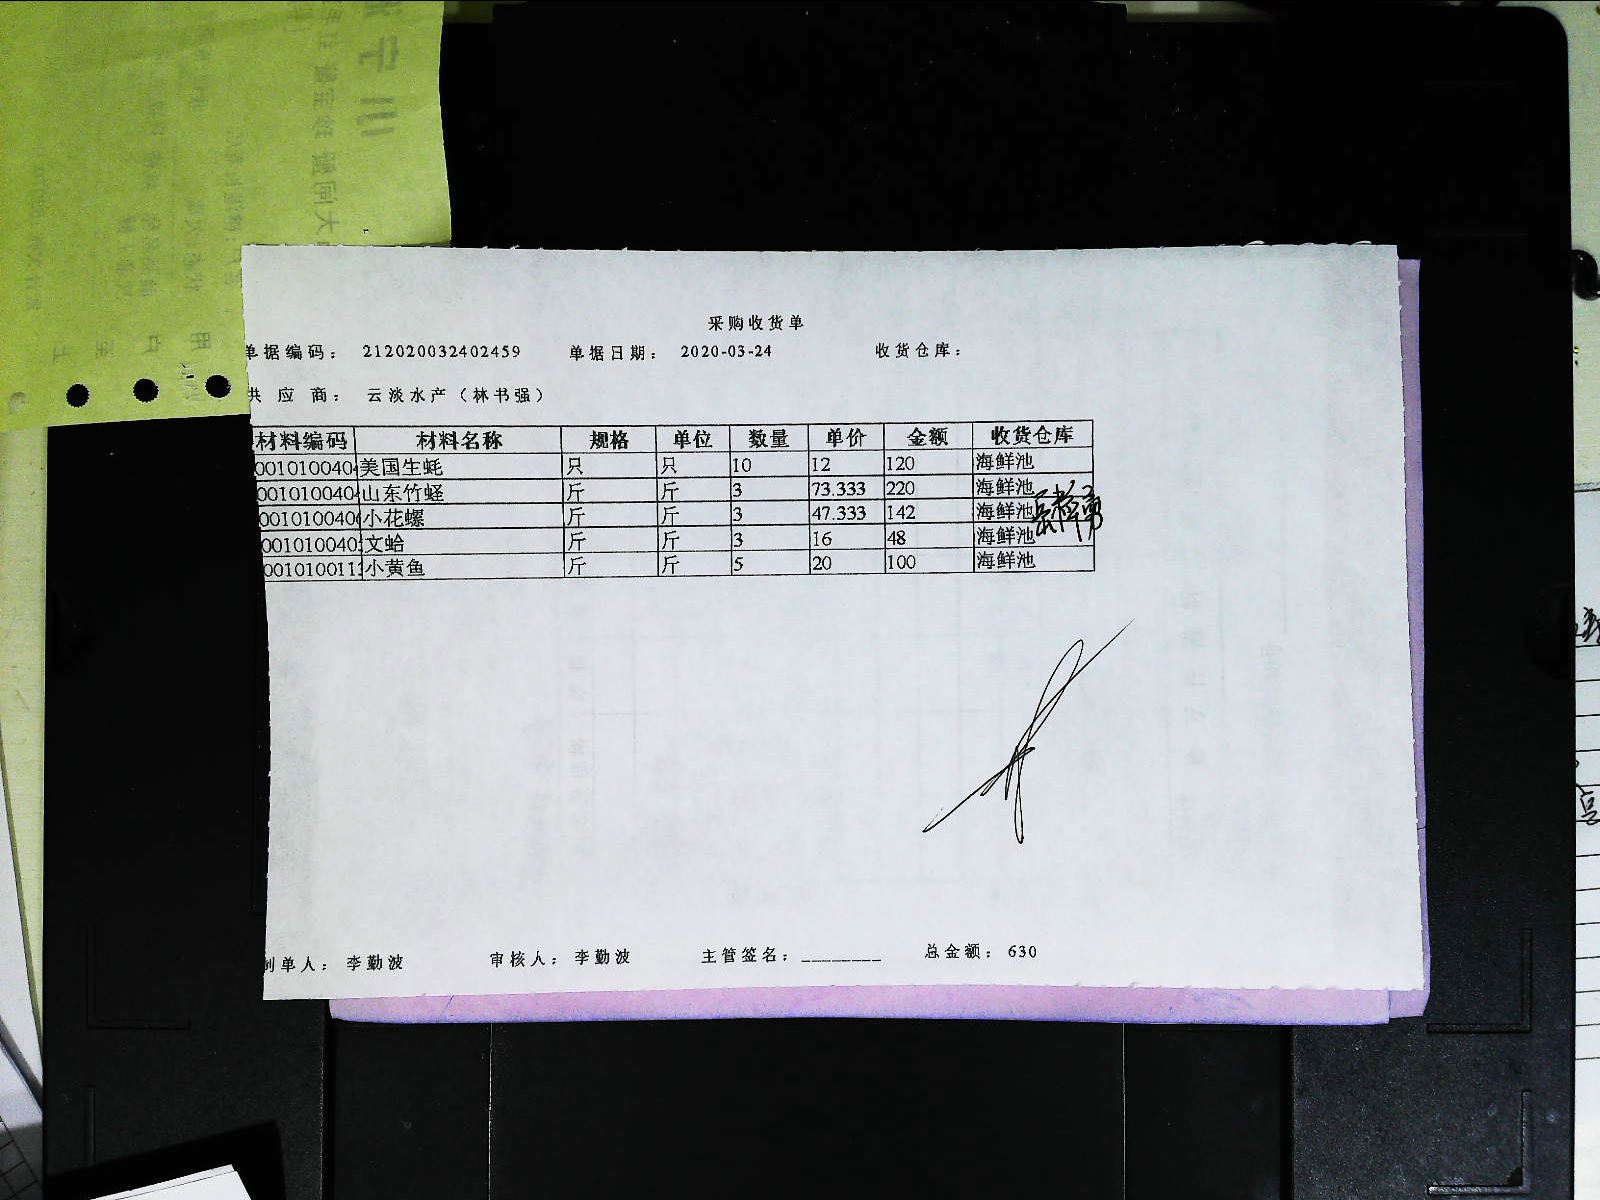 采购收货单
单据编码： 212020032402459 单据日期： 2020-03-24 收货仓库：
供 应 商： 云淡水产（林书强）
材料编码 材料名称 规格 单位 数量 单价 金额 收货仓库
0010100404 美国生蚝 只 只 10 12 120 海鲜池
0010100404 山东竹蛏 斤 斤 3 73.333 220 海鲜池
001010040 小花螺 斤 斤 3 47.333 142 海鲜池
001010040 文蛤 斤 斤 3 16 48 海鲜池
001010011 小黄鱼 斤 斤 5 20 100 海鲜池
制单人： 李勤波 审核人： 李勤波 主管签名：________ 总金额： 630